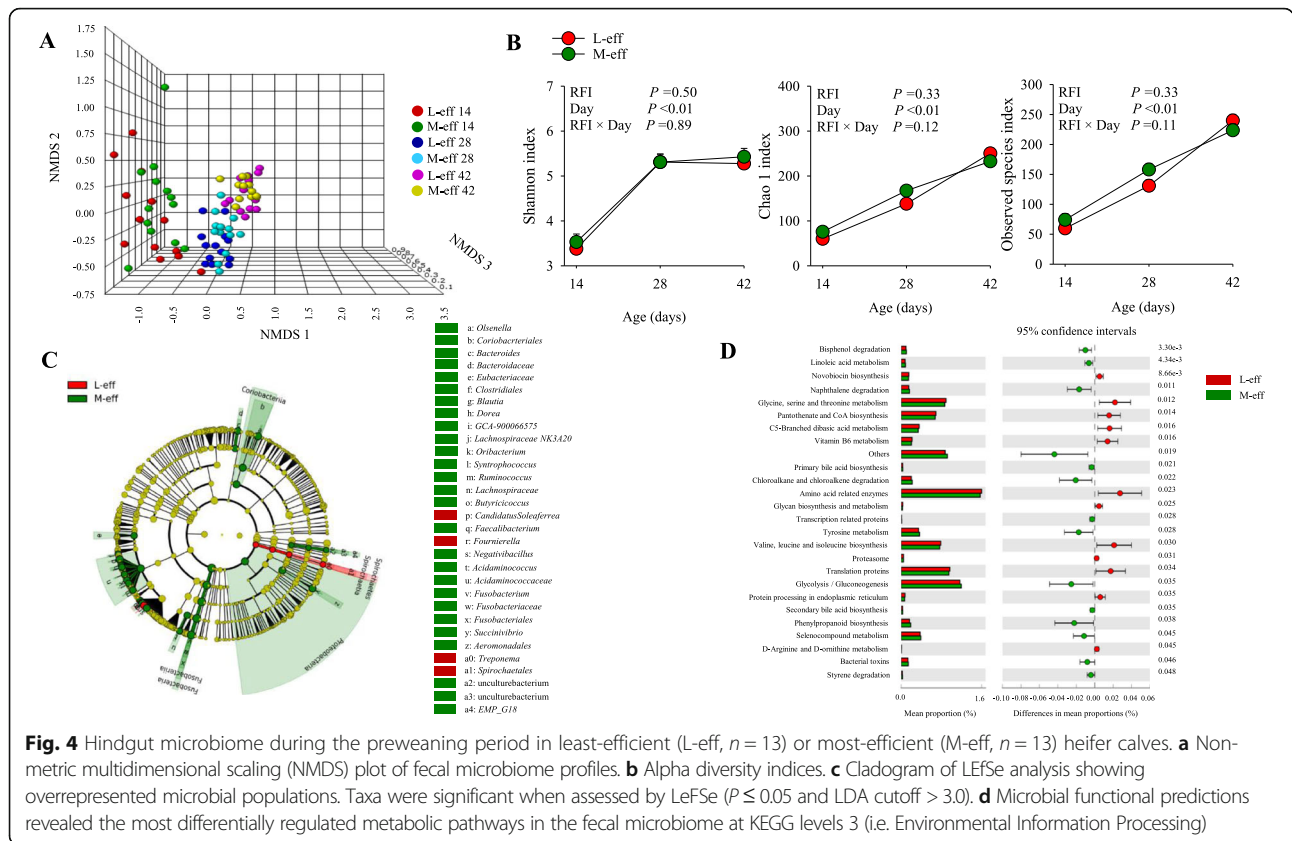 A
1.75
1.50
1.25
1.00
0.75
0.50
0.25
0.00
-0.25
-0.50
-0.75
NMDS 2
-1.0
-0.5
0.0
0.5
1.0
1.5
2.0
2.5
3.0
3.5
NMDS 1
NMDS 3
L-eff 14
M-eff 14
L-eff 28
M-eff 28
L-eff 42
M-eff 42
B
L-eff
M-eff
RFI P =0.50
Day P <0.01
RFI × Day P =0.89
Shannon index
7
6
5
4
3
14 28 42
Age (days)
RFI P =0.33
Day P <0.01
RFI × Day P =0.12
Chao 1 index
400
300
200
100
0
14 28 42
Age (days)
RFI P =0.33
Day P <0.01
RFI × Day P =0.11
Observed species index
300
250
200
150
100
50
0
14 28 42
Age (days)
C
L-eff
M-eff
Coriobacteriia
Spirochaetia
Spirochaetes
Proteobacteria
Fusobacteriia
Fusobacteria
a: Olsenella
b: Coriobacrteriales
c: Bacteroides
d: Bacteroidaceae
e: Eubacteriaceae
f: Clostridiales
g: Blautia
h: Dorea
i: GCA-900066575
j: Lachnospiraceae NK3A20
k: Oribacterium
l: Syntrophococcus
m: Ruminococcus
n: Lachnospiraceae
o: Butyricicoccus
p: CandidatusSoleaferrea
q: Faecalibacterium
r: Fournierella
s: Negativibacillus
t: Acidaminococcus
u: Acidaminococcaceae
v: Fusobacterium
w: Fusobacteriaceae
x: Fusobacteriales
y: Succinivibrio
z: Aeromonadales
a0: Treponema
a1: Spirochaetales
a2: unculturebacterium
a3: unculturebacterium
a4: EMP_G18
D
95% confidence intervals
Bisphenol degradation 3.30e-3
Linoleic acid metabolism 4.34e-3
Novobiocin biosynthesis 8.66e-3
Naphthalene degradation 0.011
Glycine, serine and threonine metabolism 0.012
Pantothenate and CoA biosynthesis 0.014
C5-Branched dibasic acid metabolism 0.016
Vitamin B6 metabolism 0.016
Others 0.019
Primary bile acid biosynthesis 0.021
Chloroalkane and chloroalkene degradation 0.022
Amino acid related enzymes 0.023
Glycan biosynthesis and metabolism 0.025
Transcription related proteins 0.028
Tyrosine metabolism 0.028
Valine, leucine and isoleucine biosynthesis 0.030
Proteasome 0.031
Translation proteins 0.034
Glycolysis / Gluconeogenesis 0.035
Protein processing in endoplasmic reticulum 0.035
Secondary bile acid biosynthesis 0.035
Phenylpropanoid biosynthesis 0.038
Selenocompound metabolism 0.045
D-Arginine and D-ornithine metabolism 0.045
Bacterial toxins 0.046
Styrene degradation 0.048
L-eff
M-eff
0.0 1.6
Mean proportion (%)
-0.10 -0.08 -0.06 -0.04 -0.02 0.00 0.02 0.04 0.06
Differences in mean proportions (%)
Fig. 4 Hindgut microbiome during the preweaning period in least-efficient (L-eff, n = 13) or most-efficient (M-eff, n = 13) heifer calves. a Non-
metric multidimensional scaling (NMDS) plot of fecal microbiome profiles. b Alpha diversity indices. c Cladogram of LEfSe analysis showing
overrepresented microbial populations. Taxa were significant when assessed by LeFSe (P ≤ 0.05 and LDA cutoff > 3.0). d Microbial functional predictions
revealed the most differentially regulated metabolic pathways in the fecal microbiome at KEGG levels 3 (i.e. Environmental Information Processing)